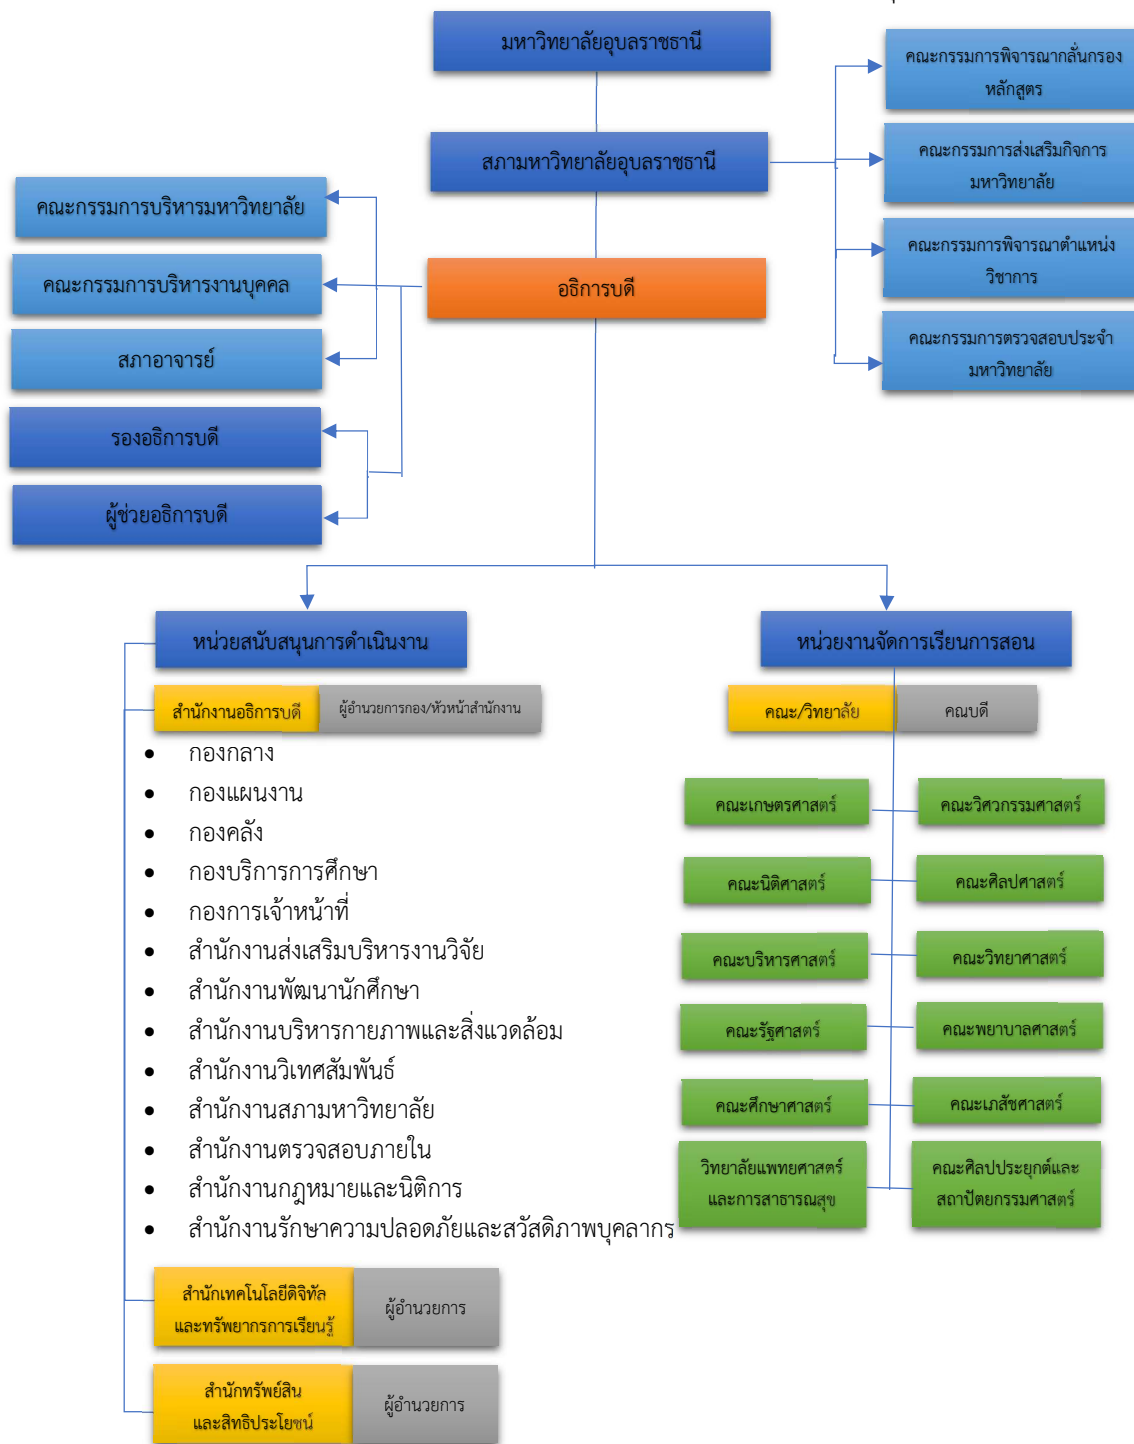 มหาวิทยาลัยอุบลราชธานี
คณะกรรมการพิจารณากลั่นกรอง
หลักสูตร
สภามหาวิทยาลัยอุบลราชธานี
คณะกรรมการส่งเสริมกิจการ
มหาวิทยาลัย
คณะกรรมการบริหารมหาวิทยาลัย
คณะกรรมการพิจารณาตำแหน่ง
วิชาการ
คณะกรรมการบริหารงานบุคคล
อธิการบดี
สภาอาจารย์
คณะกรรมการตรวจสอบประจำ
มหาวิทยาลัย
รองอธิการบดี
ผู้ช่วยอธิการบดี
หน่วยสนับสนุนการดำเนินงาน
สำนักงานอธิการบดี
ผู้อำนวยการกอง/หัวหน้าสำนักงาน
• กองกลาง
• กองแผนงาน
• กองคลัง
• กองบริการการศึกษา
• กองการเจ้าหน้าที่
• สำนักงานส่งเสริมบริหารงานวิจัย
• สำนักงานพัฒนานักศึกษา
• สำนักงานบริหารกายภาพและสิ่งแวดล้อม
• สำนักงานวิเทศสัมพันธ์
• สำนักงานสภามหาวิทยาลัย
• สำนักงานตรวจสอบภายใน
• สำนักงานกฎหมายและนิติการ
• สำนักงานรักษาความปลอดภัยและสวัสดิภาพบุคลากร
สำนักเทคโนโลยีดิจิทัล
และทรัพยากรการเรียนรู้
ผู้อำนวยการ
สำนักทรัพย์สิน
และสิทธิประโยชน์
ผู้อำนวยการ
หน่วยงานจัดการเรียนการสอน
คณะ/วิทยาลัย
คณบดี
คณะเกษตรศาสตร์
คณะวิศวกรรมศาสตร์
คณะนิติศาสตร์
คณะศิลปศาสตร์
คณะบริหารศาสตร์
คณะวิทยาศาสตร์
คณะรัฐศาสตร์
คณะพยาบาลศาสตร์
คณะศึกษาศาสตร์
คณะเภสัชศาสตร์
วิทยาลัยแพทยศาสตร์
และการสาธารณสุข
คณะศิลปประยุกต์และ
สถาปัตยกรรมศาสตร์